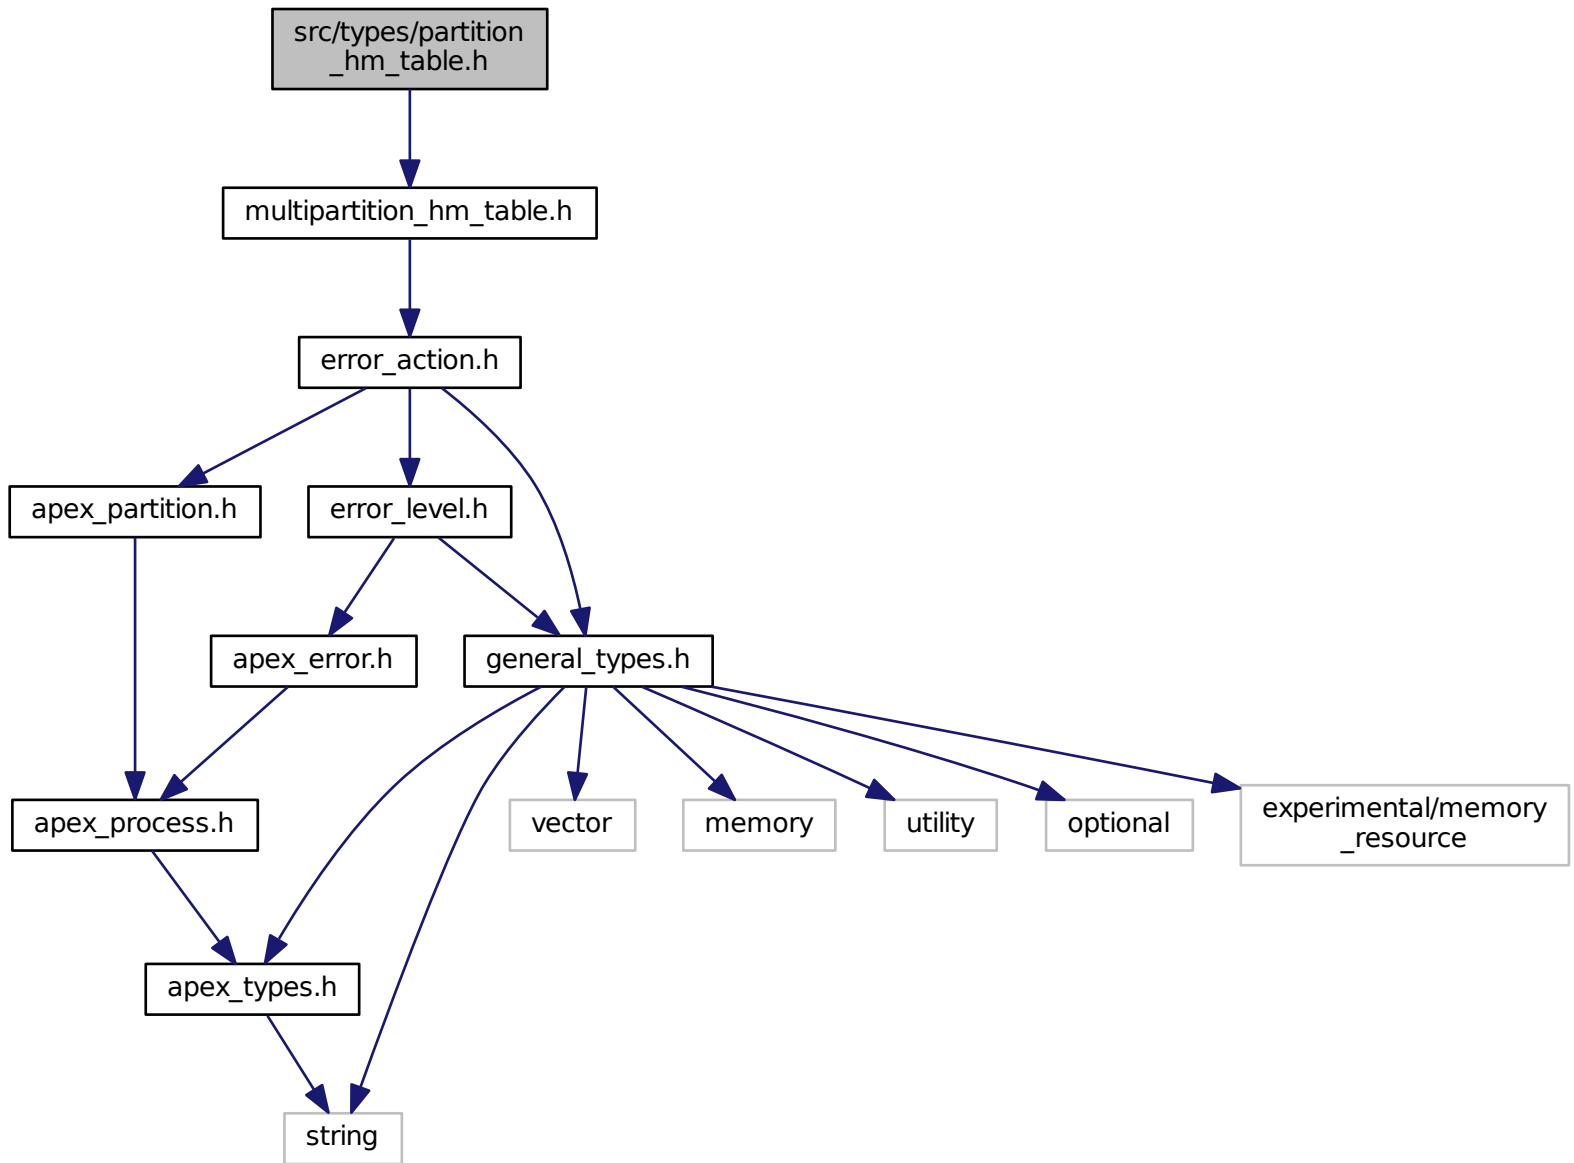 src/types/partition
_hm_table.h
multipartition_hm_table.h
error_action.h
apex_partition.h
error_level.h
apex_error.h
general_types.h
apex_process.h
vector
memory
utility
optional
experimental/memory
_resource
apex_types.h
string